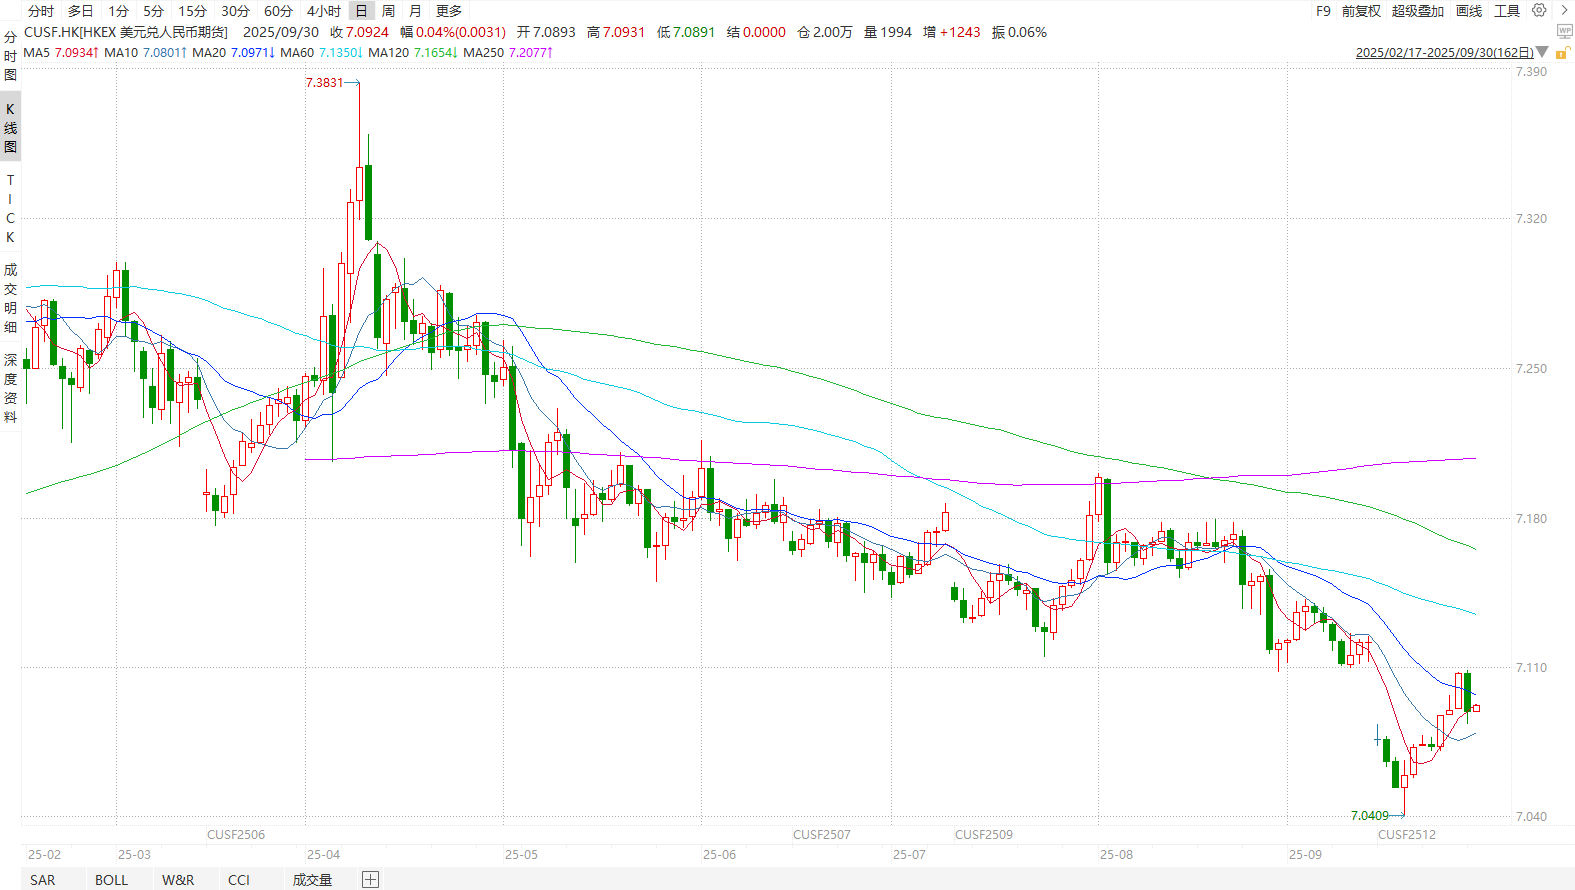 分时 多日 1分 5分 15分 30分 60分 4小时 日 周 月 更多 F9 前复权 超级叠加 画线 工具
CUSF.HK[HKEX 美元兑人民币期货] 2025/09/30 收7.0924 幅0.04%(0.0031) 开7.0893 高7.0931 低7.0891 结0.0000 仓2.00万 量1994 增+1243 振0.06%
MA5 7.0934↑ MA10 7.0801↑ MA20 7.0971↓ MA60 7.1350↓ MA120 7.1654↓ MA250 7.2077↑
2025/02/17-2025/09/30(162日)
WP
分时图
K线图
TICK
成交明细
深度资料
7.390
7.3831
7.320
7.250
7.180
7.110
7.040
7.0409
CUSF2506 CUSF2507 CUSF2509 CUSF2512
25-02 25-03 25-04 25-05 25-06 25-07 25-08 25-09
SAR BOLL W&R CCI 成交量